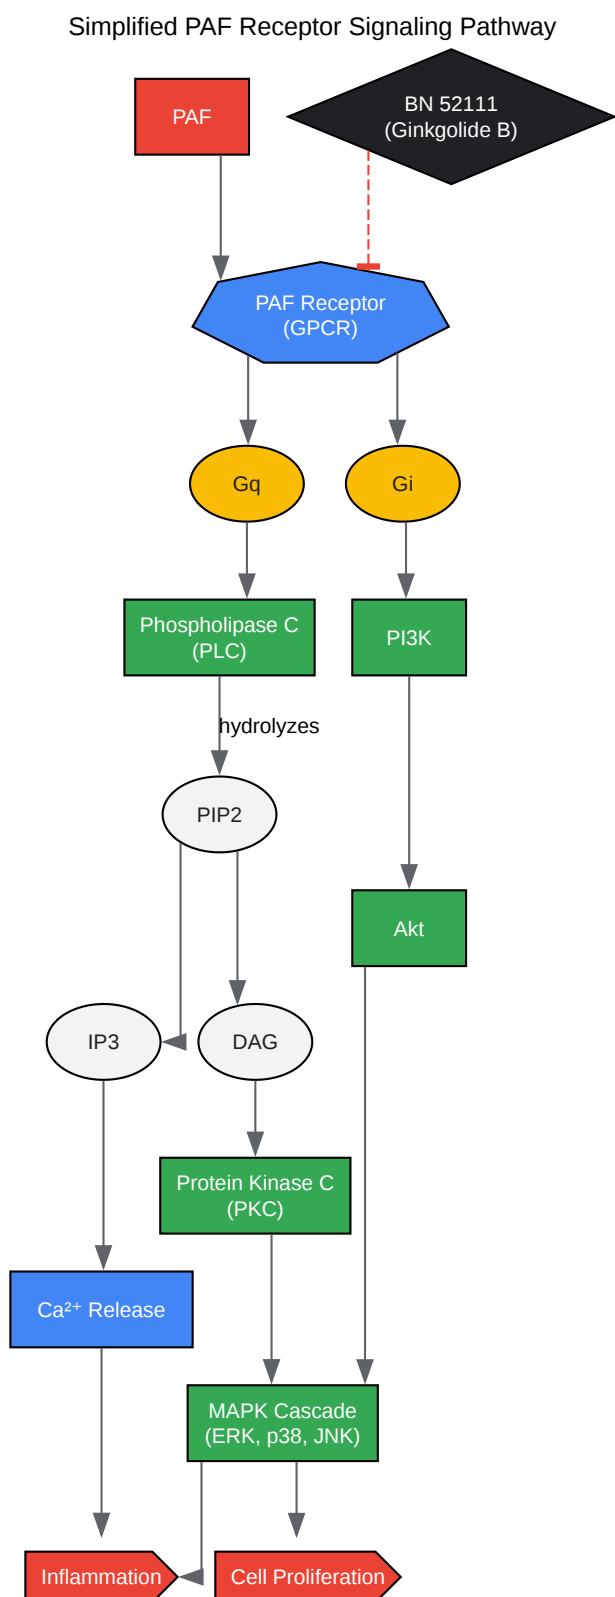 Simplified PAF Receptor Signaling Pathway
PAF
BN 52111
(Ginkgolide B)
PAF Receptor
(GPCR)
Gq
Gi
Phospholipase C
(PLC)
PI3K
hydrolyzes
PIP2
Akt
IP3
DAG
Protein Kinase C
(PKC)
Ca²⁺ Release
MAPK Cascade
(ERK, p38, JNK)
Inflammation
Cell Proliferation